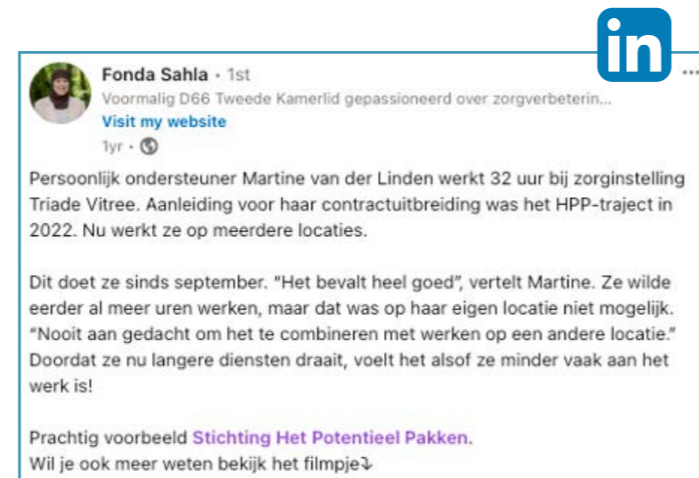 in
Fonda Sahla • 1st
Voormalig D66 Tweede Kamerlid gepassioneerd over zorgverbeterin...
Visit my website
1yr •
Persoonlijk ondersteuner Martine van der Linden werkt 32 uur bij zorginstelling
Triade Vitree. Aanleiding voor haar contractuitbreiding was het HPP-traject in
2022. Nu werkt ze op meerdere locaties.
Dit doet ze sinds september. “Het bevalt heel goed”, vertelt Martine. Ze wilde
eerder al meer uren werken, maar dat was op haar eigen locatie niet mogelijk.
“Nooit aan gedacht om het te combineren met werken op een andere locatie.”
Doordat ze nu langere diensten draait, voelt het alsof ze minder vaak aan het
werk is!
Prachtig voorbeeld Stichting Het Potentieel Pakken.
Wil je ook meer weten bekijk het filmpje⤵